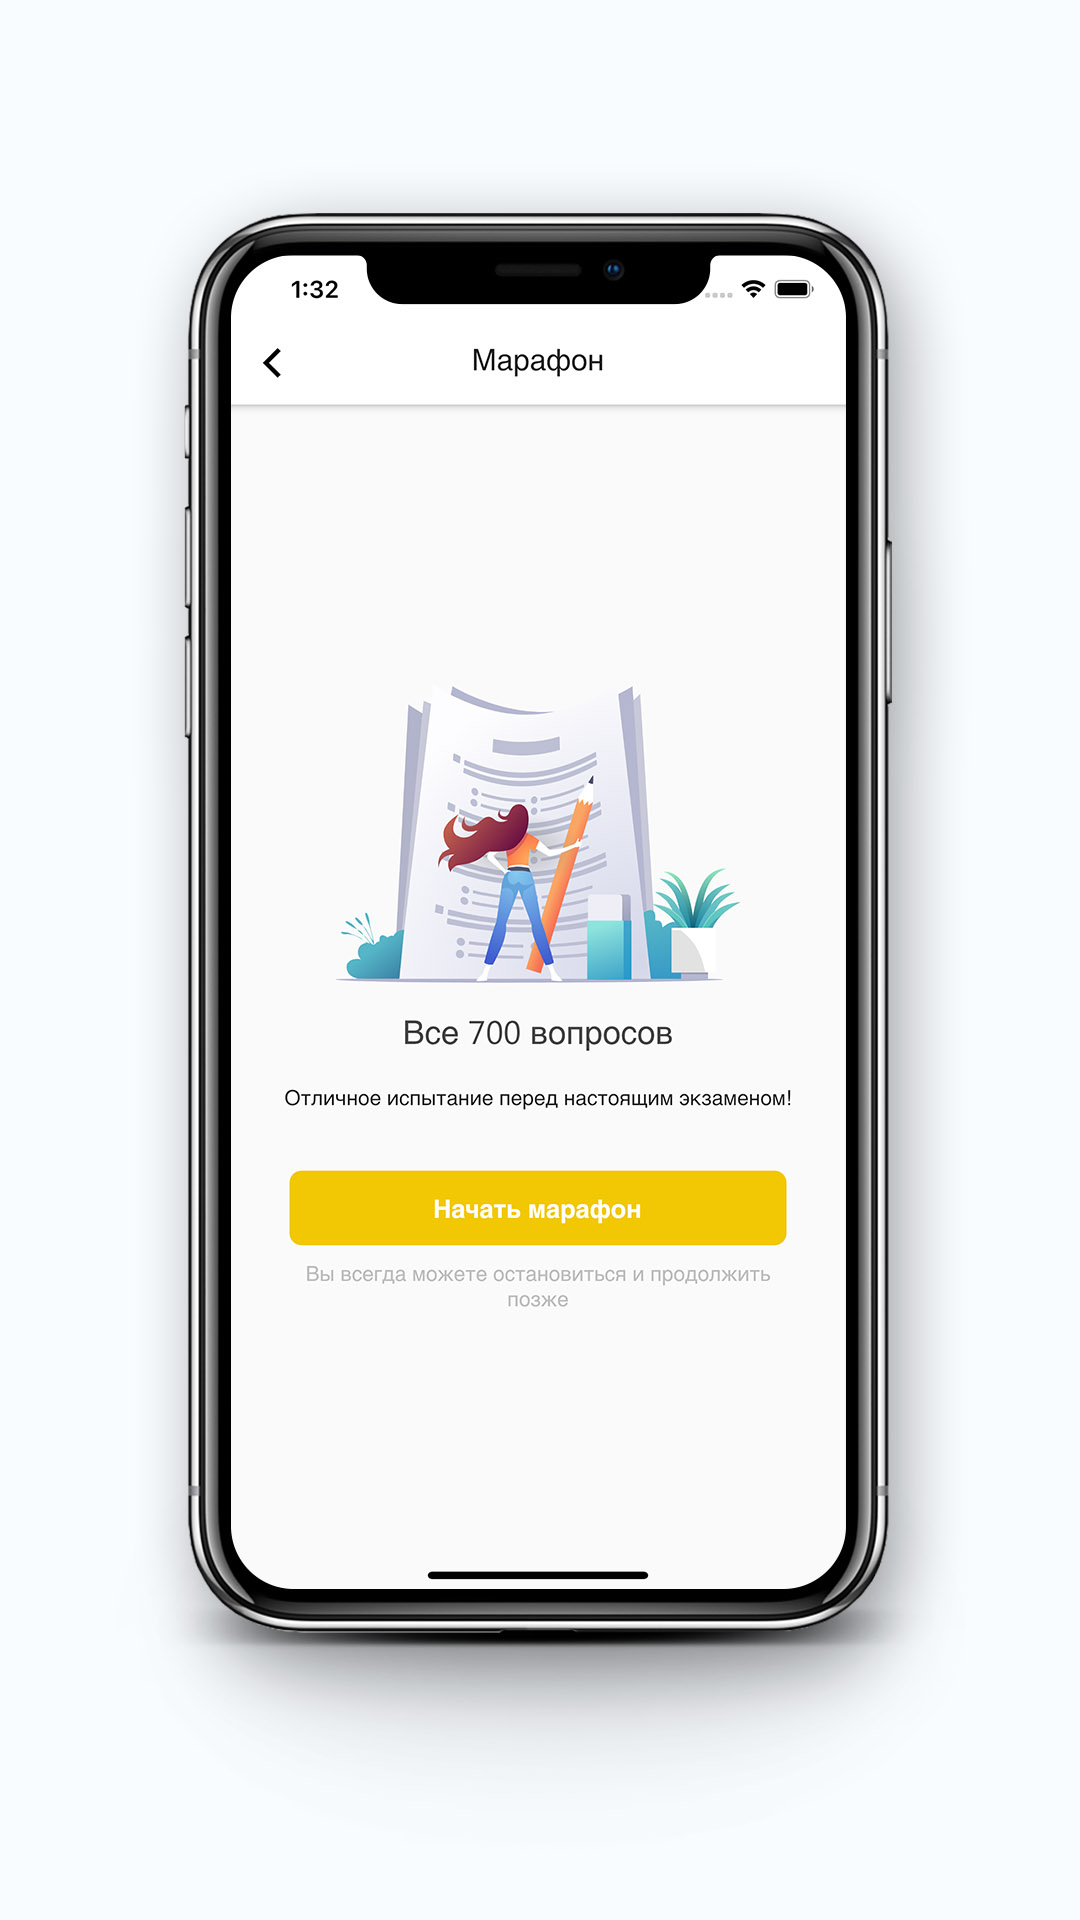 1:32
Марафон
Все 700 вопросов
Отличное испытание перед настоящим экзаменом!
Начать марафон
Вы всегда можете остановиться и продолжить
позже